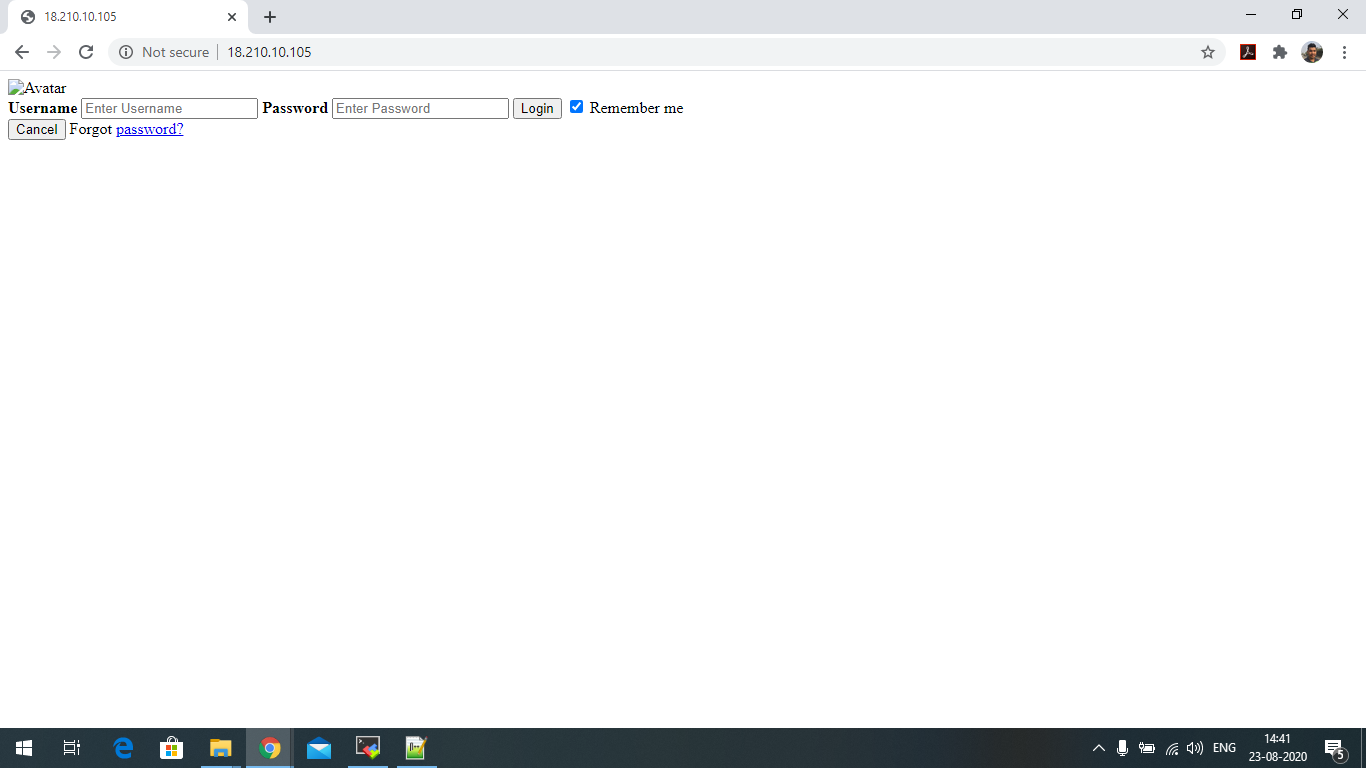 18.210.10.105
Not secure 18.210.10.105
Avatar
Username Enter Username Password Enter Password Login Remember me
Cancel Forgot password?
ENG 14:41
23-08-2020 5